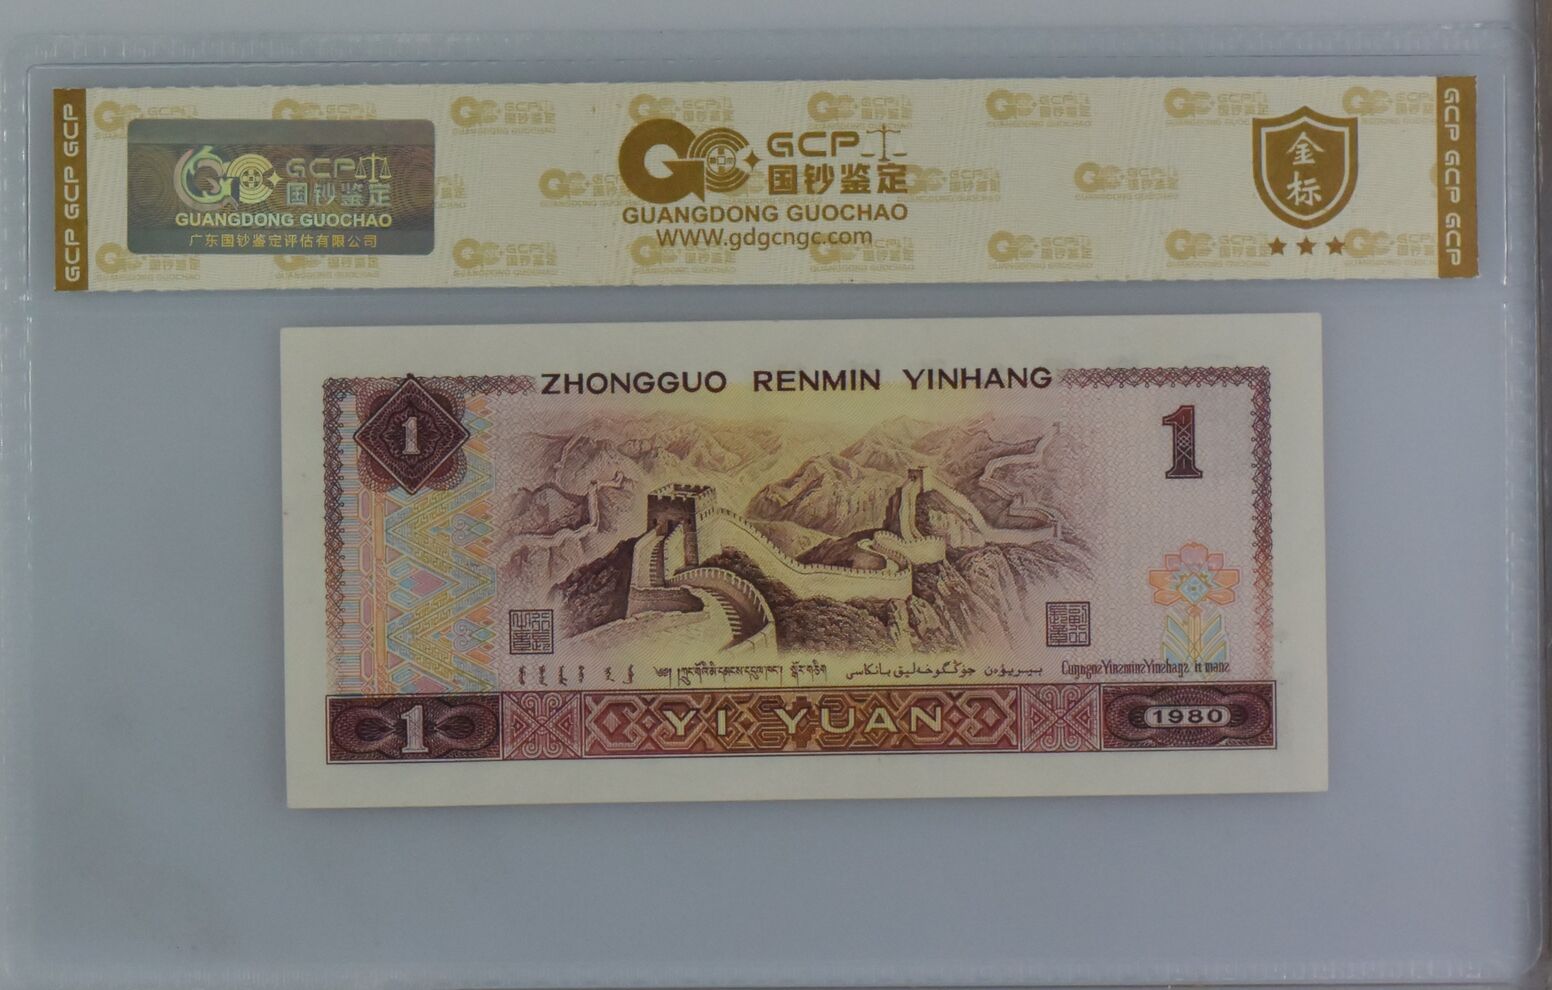 GCP GCP GCP
GCP
国钞鉴定
GUANGDONG GUOCHAO
广东国钞鉴定评估有限公司
GCP
国钞鉴定
GUANGDONG GUOCHAO
WWW.gdgcngc.com
金标
GCP GCP GCP
ZHONGGUO RENMIN YINHANG
1
1
1
YI YUAN
1980